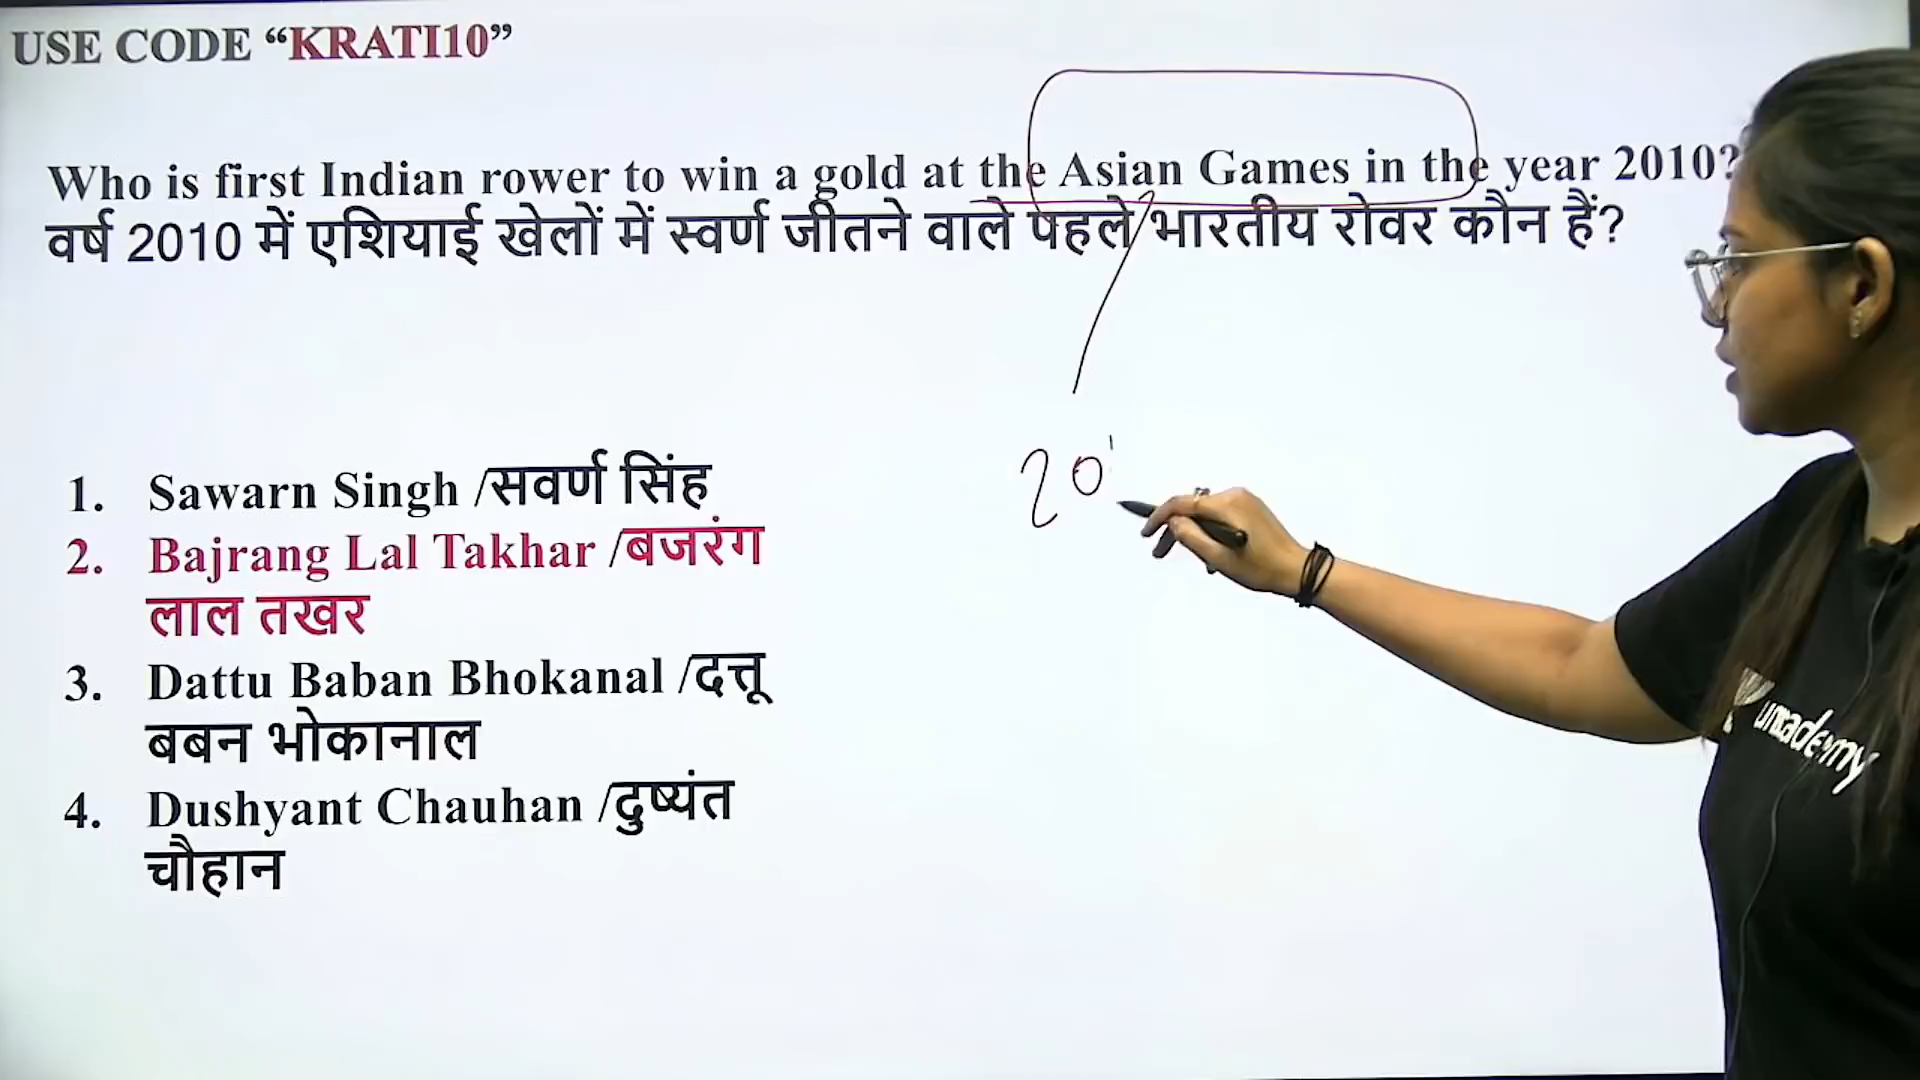 USE CODE “KRATI10”
Who is first Indian rower to win a gold at the Asian Games in the year 2010?
वर्ष 2010 में एशियाई खेलों में स्वर्ण जीतने वाले पहले भारतीय रोवर कौन हैं?
1. Sawarn Singh /सवर्ण सिंह
2. Bajrang Lal Takhar /बजरंग
लाल तखर
3. Dattu Baban Bhokanal /दत्तू
बबन भोकानाल
4. Dushyant Chauhan /दुष्यंत
चौहान
201
unacademy